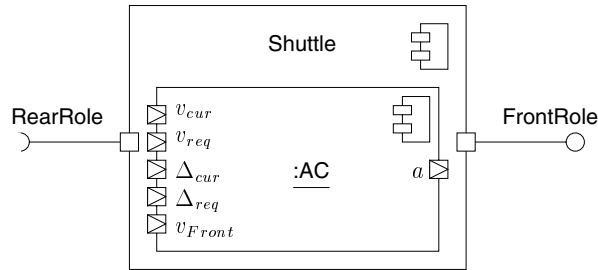 Shuttle
RearRole
FrontRole
v_cur
v_req
Δ_cur
:AC
a
Δ_req
v_Front